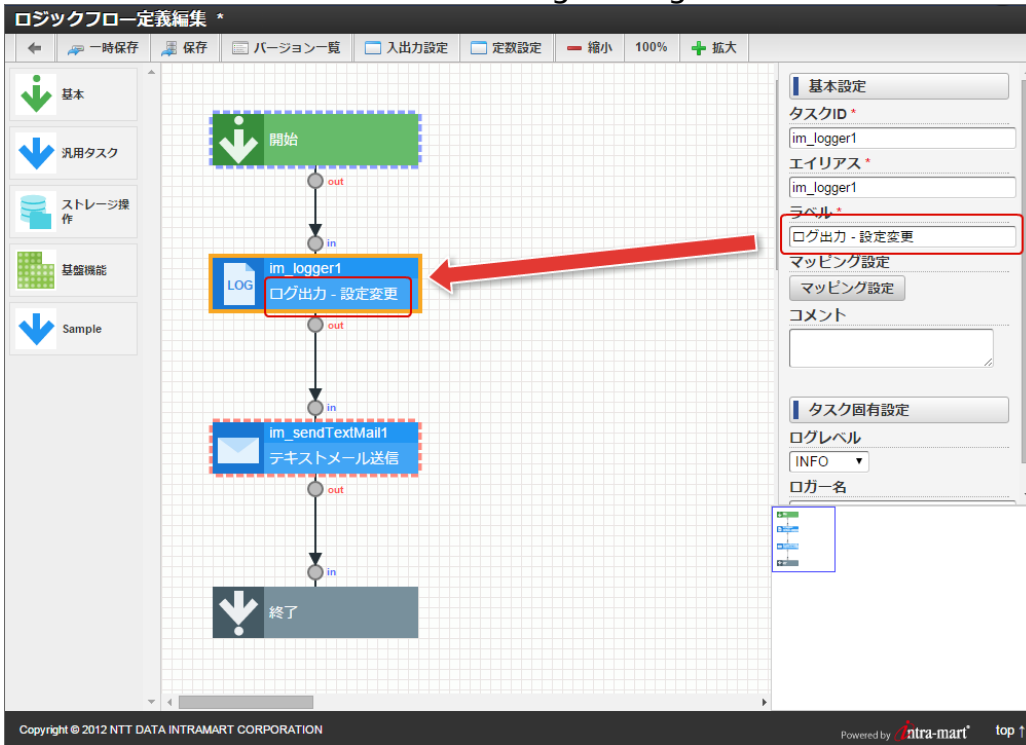 ロジックフロー定義編集 *
一時保存 保存 バージョン一覧 入出力設定 定数設定 縮小 100% 拡大
基本
汎用タスク
ストレージ操
作
基盤機能
Sample
開始
out
in
LOG
im_logger1
ログ出力 - 設定変更
out
in
im_sendTextMail1
テキストメール送信
out
in
終了
基本設定
タスクID *
im_logger1
エイリアス *
im_logger1
ラベル *
ログ出力 - 設定変更
マッピング設定
マッピング設定
コメント
タスク固有設定
ログレベル
INFO
ロガー名
Copyright © 2012 NTT DATA INTRAMART CORPORATION
Powered by intra-mart
top ↑